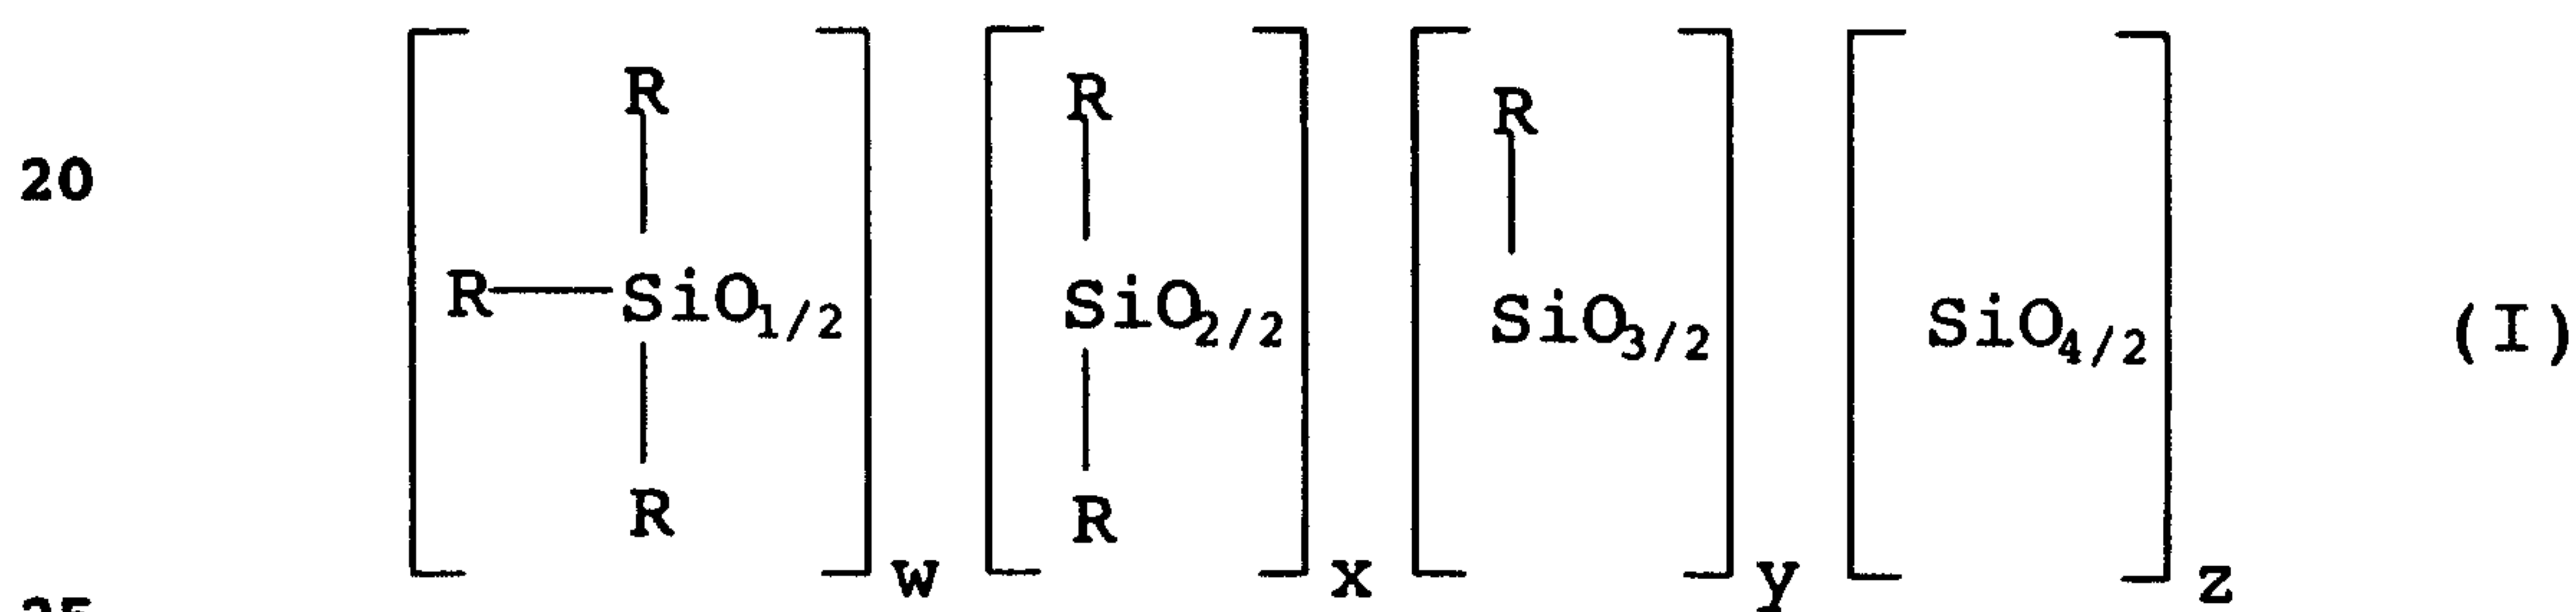 R R R
20
R SiO1/2 SiO2/2 SiO3/2 SiO4/2 (I)
R R
w x y z